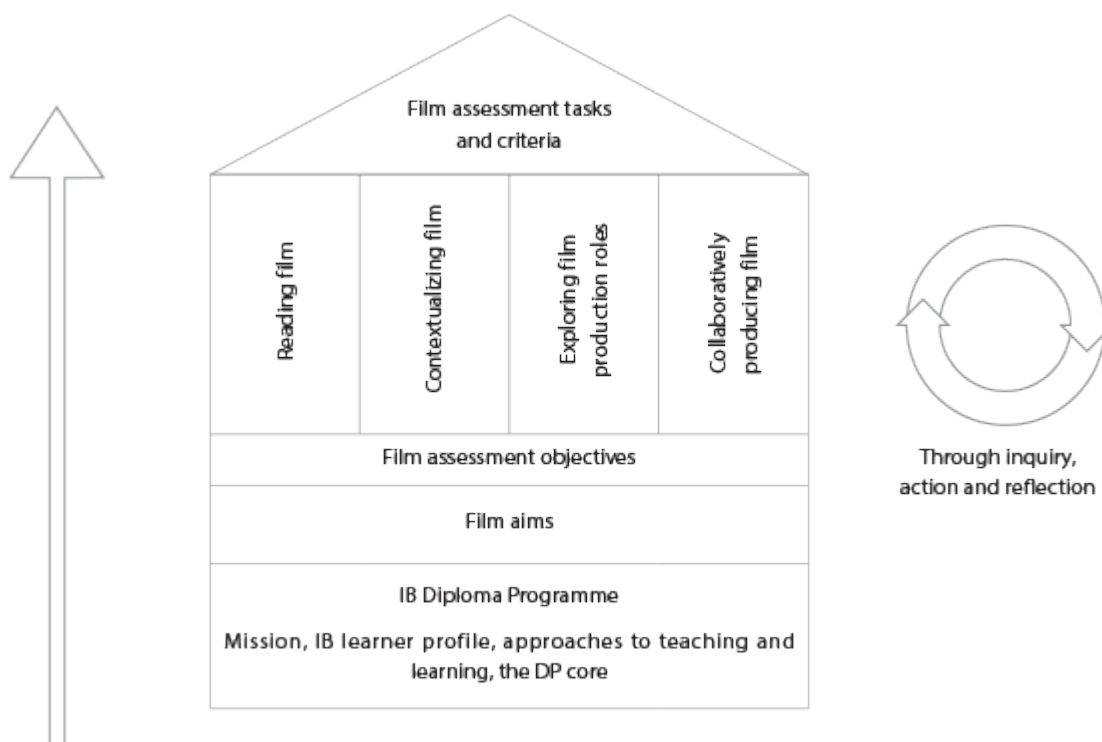 Film assessment tasks
and criteria
Reading film
Contextualizing film
Exploring film
production roles
Collaboratively
producing film
Film assessment objectives
Film aims
IB Diploma Programme
Mission, IB learner profile, approaches to teaching and
learning, the DP core
Through inquiry,
action and reflection